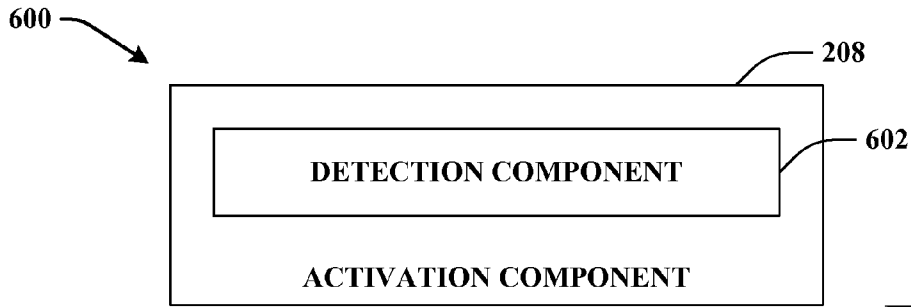 600
208
602
DETECTION COMPONENT
ACTIVATION COMPONENT